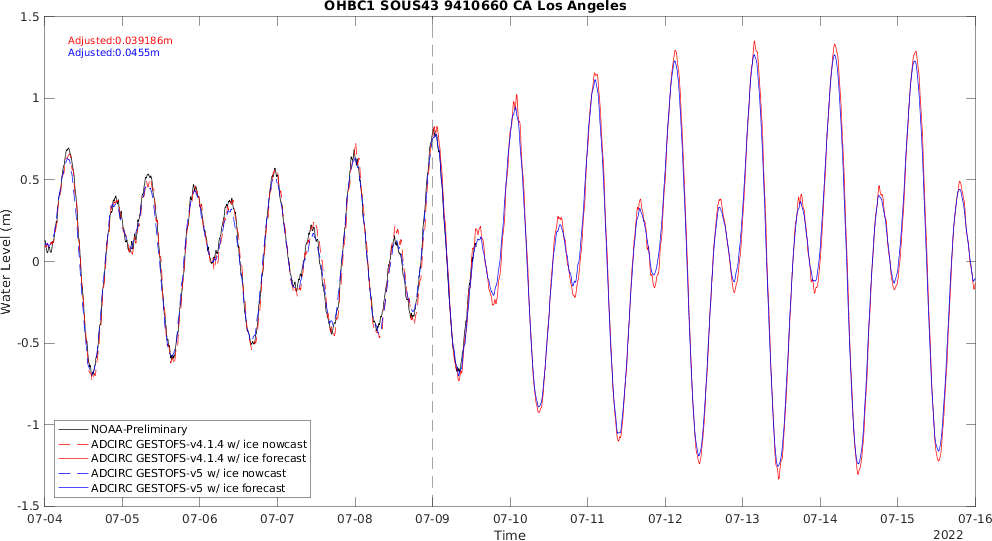 OHBC1 SOUS43 9410660 CA Los Angeles
Adjusted:0.039186m
Adjusted:0.0455m
1.5
1
0.5
0
-0.5
-1
-1.5
Water Level (m)
NOAA-Preliminary
ADCIRC GESTOFS-v4.1.4 w/ ice nowcast
ADCIRC GESTOFS-v4.1.4 w/ ice forecast
ADCIRC GESTOFS-v5 w/ ice nowcast
ADCIRC GESTOFS-v5 w/ ice forecast
07-04 07-05 07-06 07-07 07-08 07-09 07-10 07-11 07-12 07-13 07-14 07-15 07-16
Time
2022